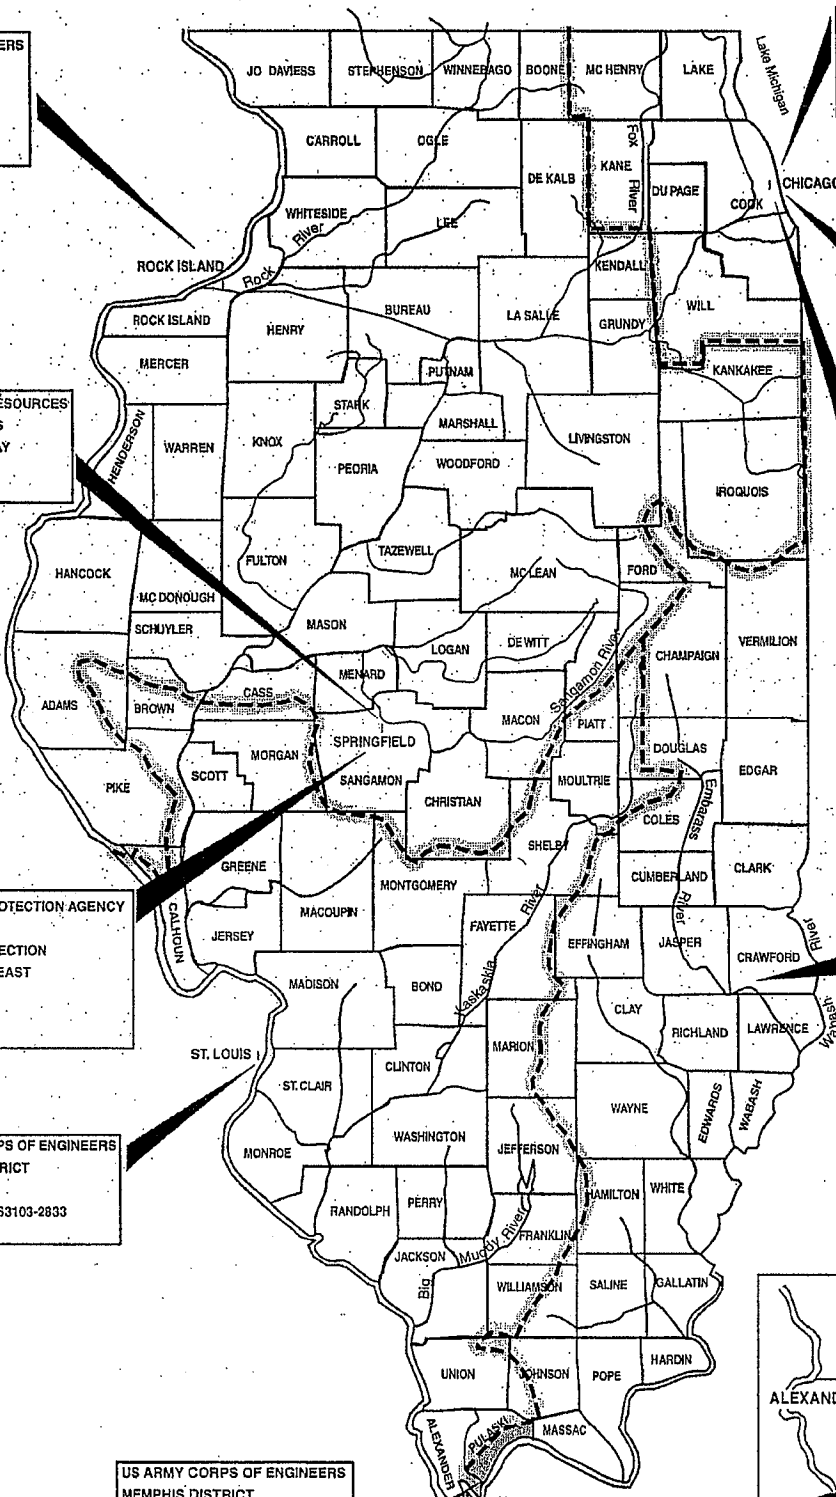 ERS
JO DAVIESS
STEPHENSON
WINNEBAGO
BOONE
MC HENRY
LAKE
Lake Michigan
CARROLL
OGLE
DE KALB
KANE
Fox River
DU PAGE
COOK
CHICAGO
WHITESIDE
LEE
Rock River
KENDALL
ROCK ISLAND
ROCK ISLAND
HENRY
BUREAU
LA SALLE
GRUNDY
WILL
MERCER
PUTNAM
KANKAKEE
ESOURCES
S
AY
STARK
MARSHALL
HENDERSON
WARREN
KNOX
PEORIA
WOODFORD
LIVINGSTON
IROQUOIS
HANCOCK
FULTON
TAZEWELL
MC LEAN
FORD
MC DONOUGH
SCHUYLER
MASON
LOGAN
DE WITT
CHAMPAIGN
VERMILION
MENARD
Sangamon River
ADAMS
BROWN
CASS
MACON
PIATT
SPRINGFIELD
SCOTT
MORGAN
SANGAMON
DOUGLAS
EDGAR
PIKE
CHRISTIAN
MOULTRIE
COLES
Embarass River
SHELBY
GREENE
MONTGOMERY
CUMBERLAND
CLARK
OTECTION AGENCY
ECTION
EAST
CALHOUN
JERSEY
MACOUPIN
FAYETTE
Kaskaskia River
EFFINGHAM
JASPER
CRAWFORD
Wabash River
MADISON
BOND
CLAY
RICHLAND
LAWRENCE
ST. LOUIS
CLINTON
MARION
ST. CLAIR
WAYNE
EDWARDS
WABASH
PS OF ENGINEERS
RICT
63103-2833
MONROE
WASHINGTON
JEFFERSON
RANDOLPH
PERRY
HAMILTON
WHITE
FRANKLIN
JACKSON
Big Muddy River
WILLIAMSON
SALINE
GALLATIN
UNION
JOHNSON
POPE
HARDIN
ALEXANDER
PULASKI
MASSAC
ALEXAND
US ARMY CORPS OF ENGINEERS
MEMPHIS DISTRICT